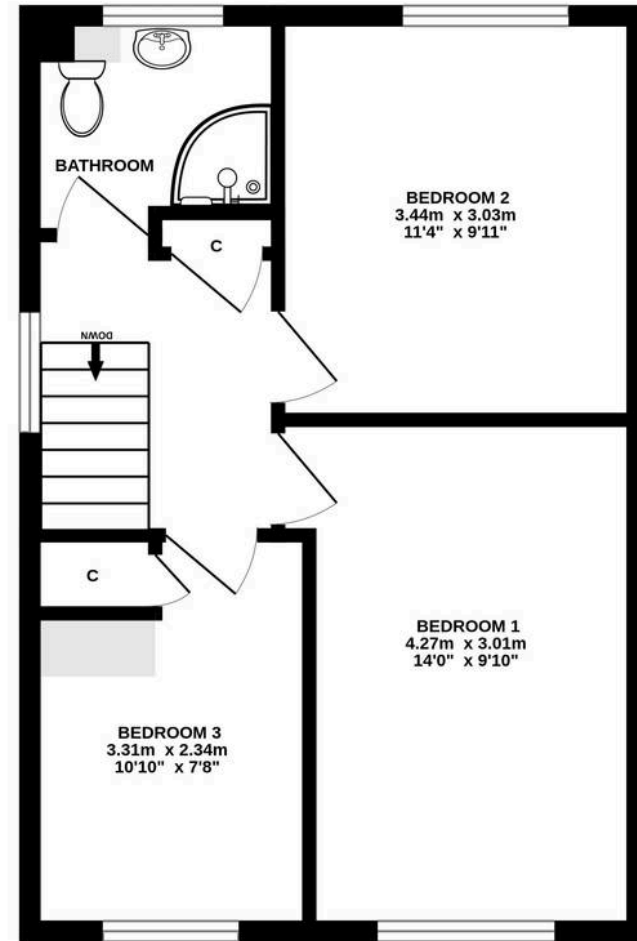 BATHROOM
BEDROOM 2
3.44m x 3.03m
11'4" x 9'11"
C
DOWN
C
BEDROOM 1
4.27m x 3.01m
14'0" x 9'10"
BEDROOM 3
3.31m x 2.34m
10'10" x 7'8"